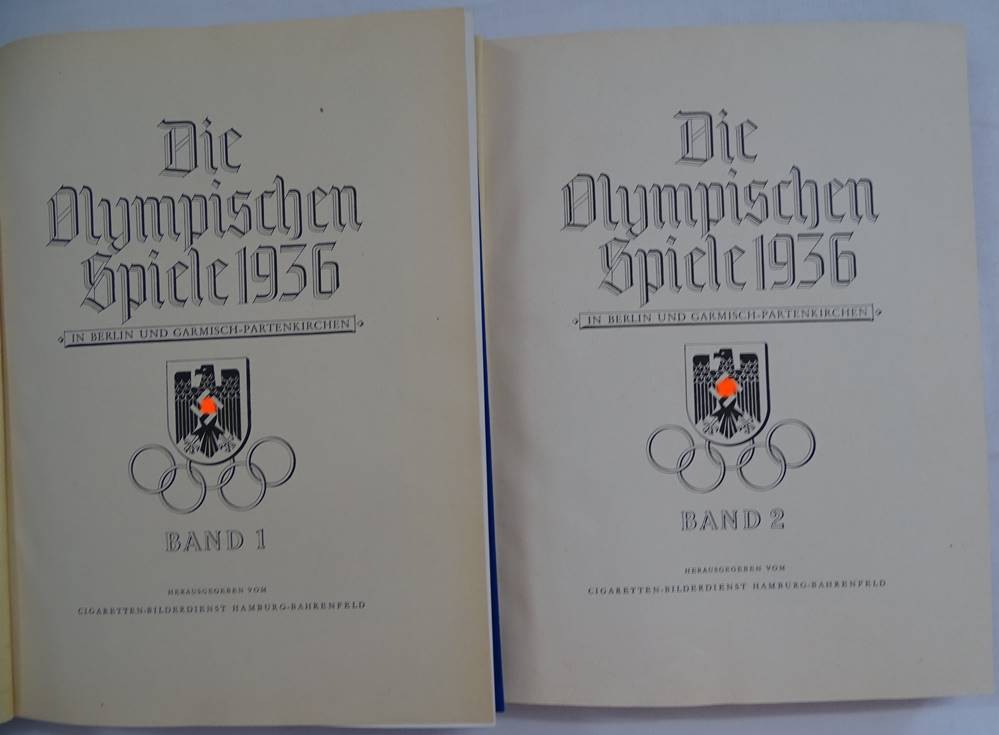 Die
Olympischen
Spiele 1936
IN BERLIN UND GARMISCH-PARTENKIRCHEN
BAND 1
HERAUSGEGEBEN VOM
CIGARETTEN-BILDERDIENST HAMBURG-BAHRENFELD
Die
Olympischen
Spiele 1936
IN BERLIN UND GARMISCH-PARTENKIRCHEN
BAND 2
HERAUSGEGEBEN VOM
CIGARETTEN-BILDERDIENST HAMBURG-BAHRENFELD